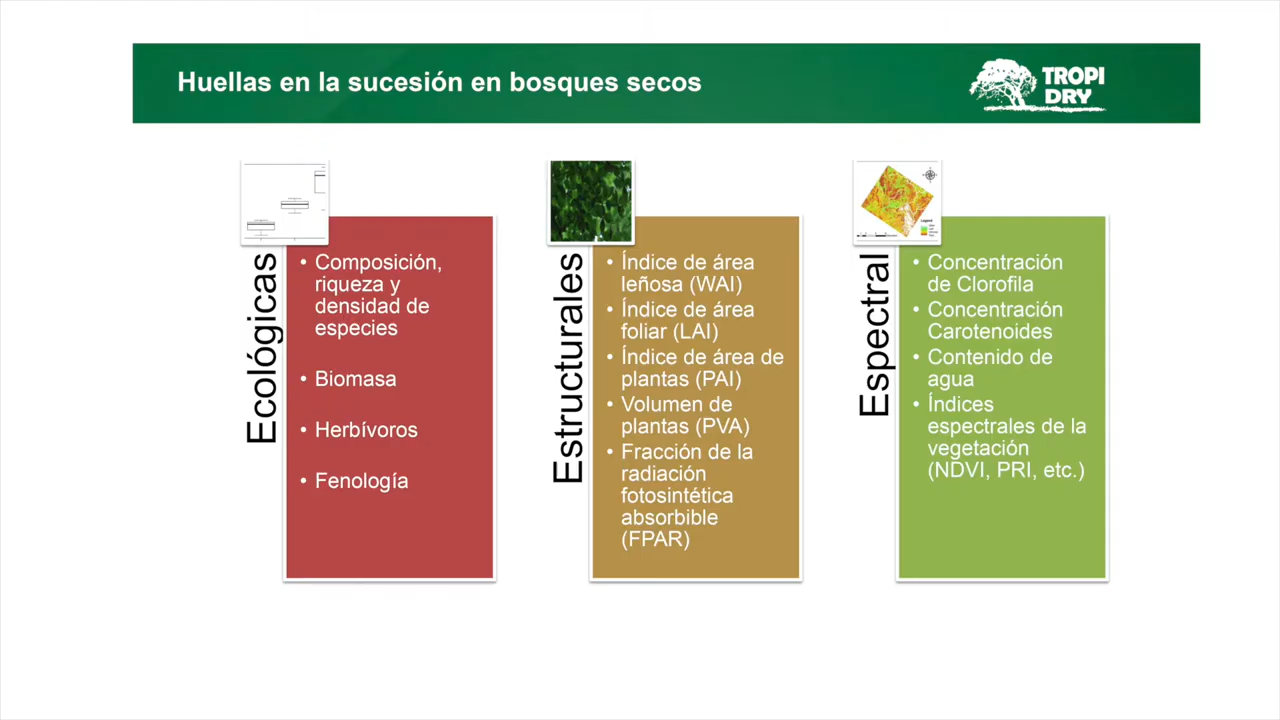 Huellas en la sucesión en bosques secos
TROPI
DRY
Ecológicas
• Composición,
riqueza y
densidad de
especies
• Biomasa
• Herbívoros
• Fenología
Estructurales
• Índice de área
leñosa (WAI)
• Índice de área
foliar (LAI)
• Índice de área de
plantas (PAI)
• Volumen de
plantas (PVA)
• Fracción de la
radiación
fotosintética
absorbible
(FPAR)
Espectral
• Concentración
de Clorofila
• Concentración
Carotenoides
• Contenido de
agua
• Índices
espectrales de la
vegetación
(NDVI, PRI, etc.)